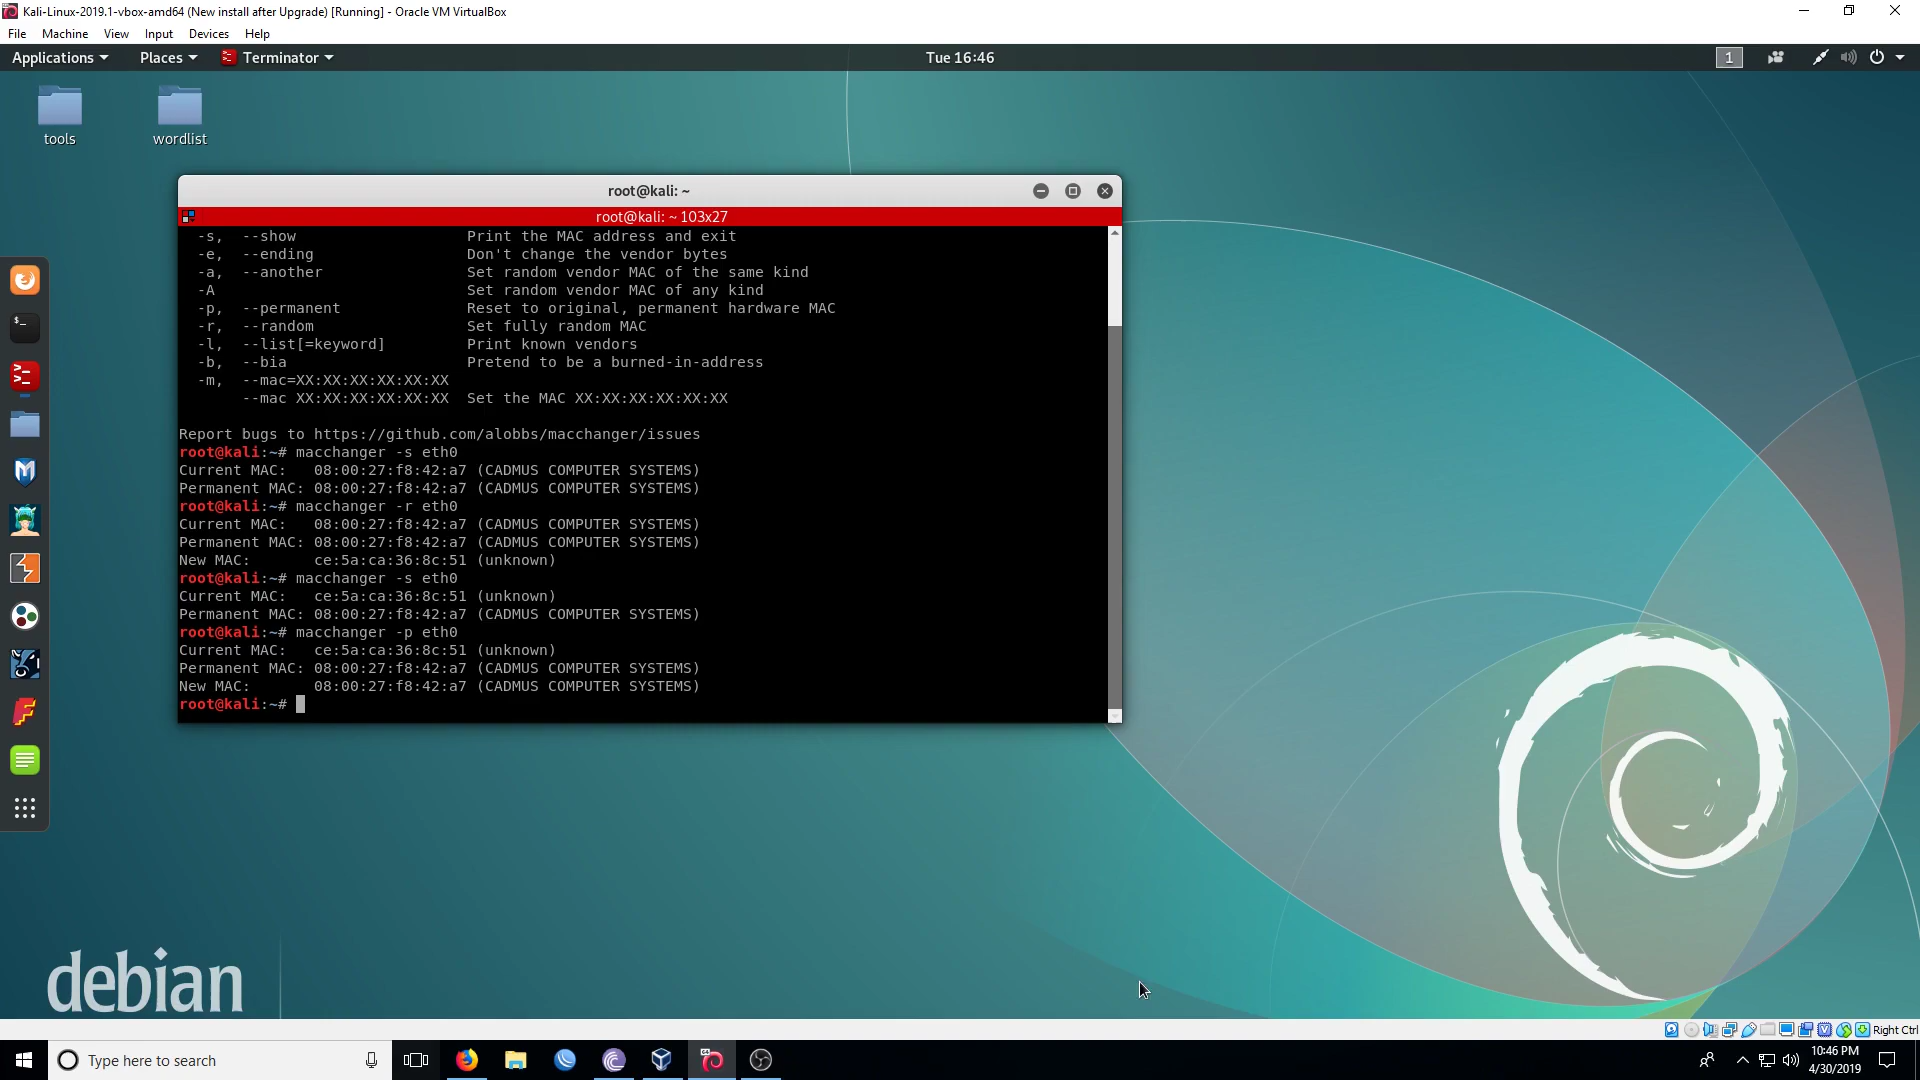 Kali-Linux-2019.1-vbox-amd64 (New install after Upgrade) [Running] - Oracle VM VirtualBox
File Machine View Input Devices Help
Applications Places Terminator Tue 16:46 1
tools wordlist
root@kali: ~
root@kali: ~ 103x27
-s, --show Print the MAC address and exit
-e, --ending Don't change the vendor bytes
-a, --another Set random vendor MAC of the same kind
-A Set random vendor MAC of any kind
-p, --permanent Reset to original, permanent hardware MAC
-r, --random Set fully random MAC
-l, --list[=keyword] Print known vendors
-b, --bia Pretend to be a burned-in-address
-m, --mac=XX:XX:XX:XX:XX:XX
--mac XX:XX:XX:XX:XX:XX Set the MAC XX:XX:XX:XX:XX:XX
Report bugs to https://github.com/alobbs/macchanger/issues
root@kali:~# macchanger -s eth0
Current MAC: 08:00:27:f8:42:a7 (CADMUS COMPUTER SYSTEMS)
Permanent MAC: 08:00:27:f8:42:a7 (CADMUS COMPUTER SYSTEMS)
root@kali:~# macchanger -r eth0
Current MAC: 08:00:27:f8:42:a7 (CADMUS COMPUTER SYSTEMS)
Permanent MAC: 08:00:27:f8:42:a7 (CADMUS COMPUTER SYSTEMS)
New MAC: ce:5a:ca:36:8c:51 (unknown)
root@kali:~# macchanger -s eth0
Current MAC: ce:5a:ca:36:8c:51 (unknown)
Permanent MAC: 08:00:27:f8:42:a7 (CADMUS COMPUTER SYSTEMS)
root@kali:~# macchanger -p eth0
Current MAC: ce:5a:ca:36:8c:51 (unknown)
Permanent MAC: 08:00:27:f8:42:a7 (CADMUS COMPUTER SYSTEMS)
New MAC: 08:00:27:f8:42:a7 (CADMUS COMPUTER SYSTEMS)
root@kali:~#
debian
Right Ctrl
Type here to search
10:46 PM
4/30/2019